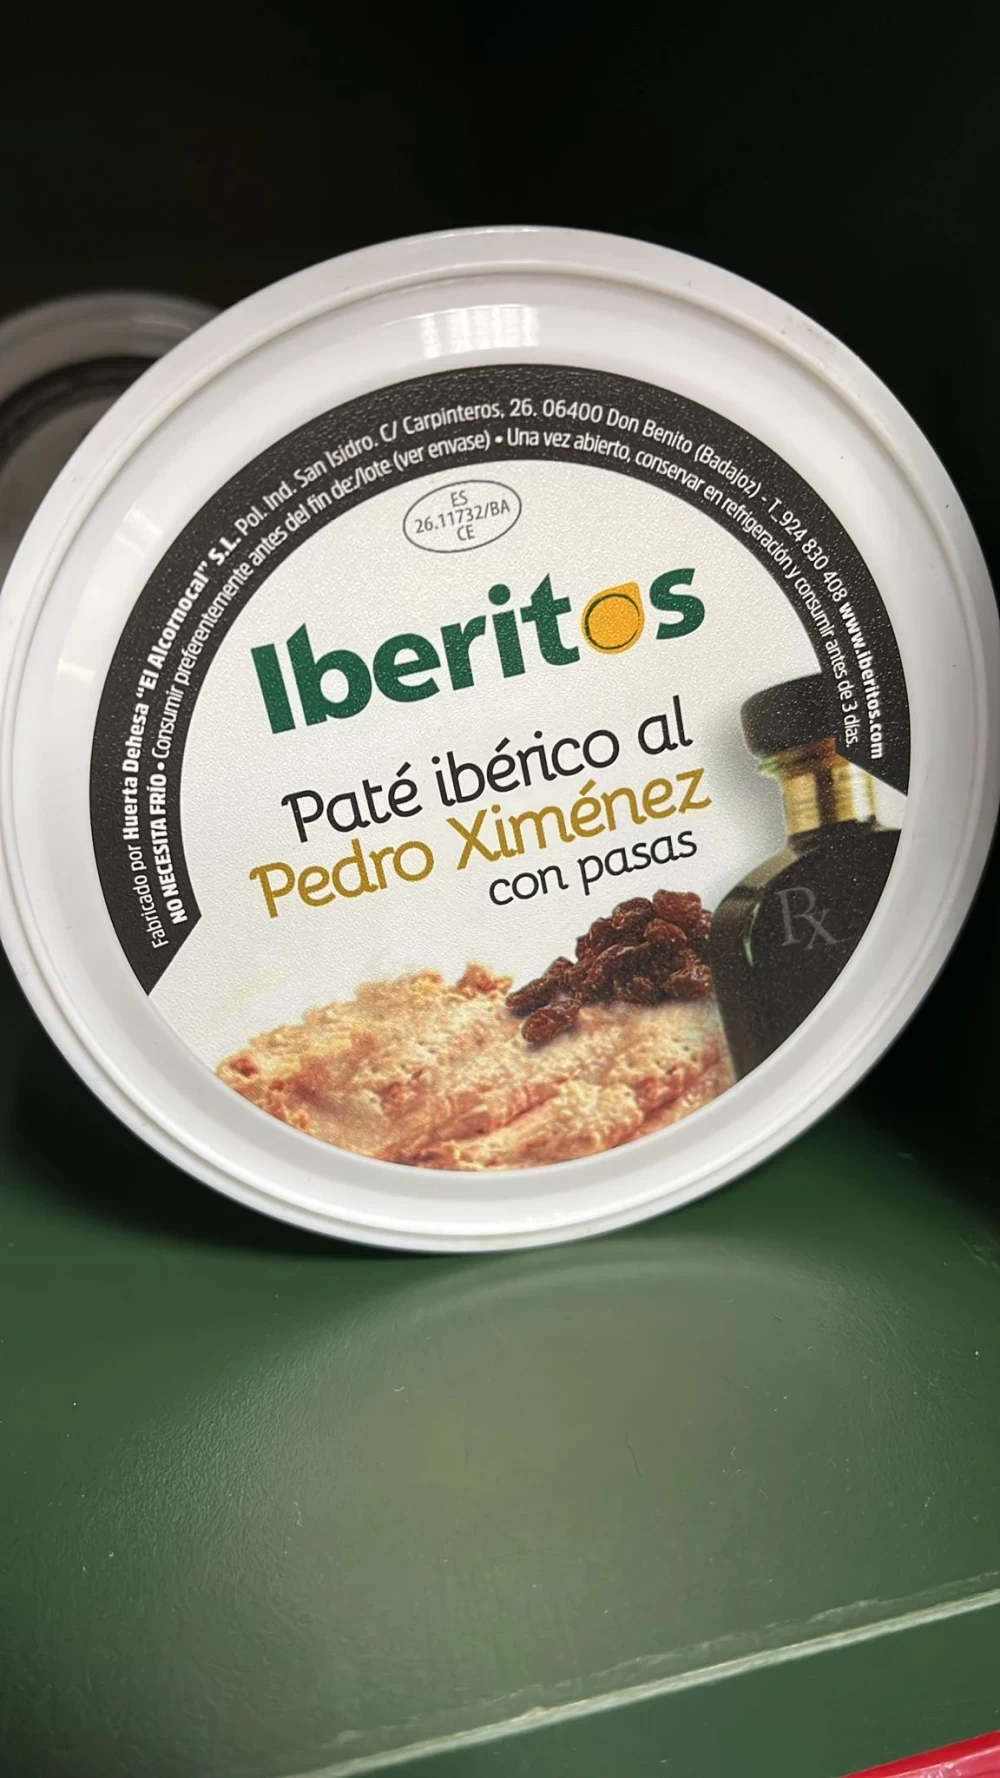 Fabricado por Huerta Dehesa "El Alcornocal" S.L. Pol. Ind. San Isidro. C/ Carpinteros, 26. 06400 Don Benito (Badajoz) - T. 924 830 408 www.iberitos.com
NO NECESITA FRÍO • Consumir preferentemente antes del fin de:/lote (ver envase) • Una vez abierto, conservar en refrigeración y consumir antes de 3 días.
ES
26.11732/BA
CE
Iberitos
Paté ibérico al
Pedro Ximénez
con pasas
Rx